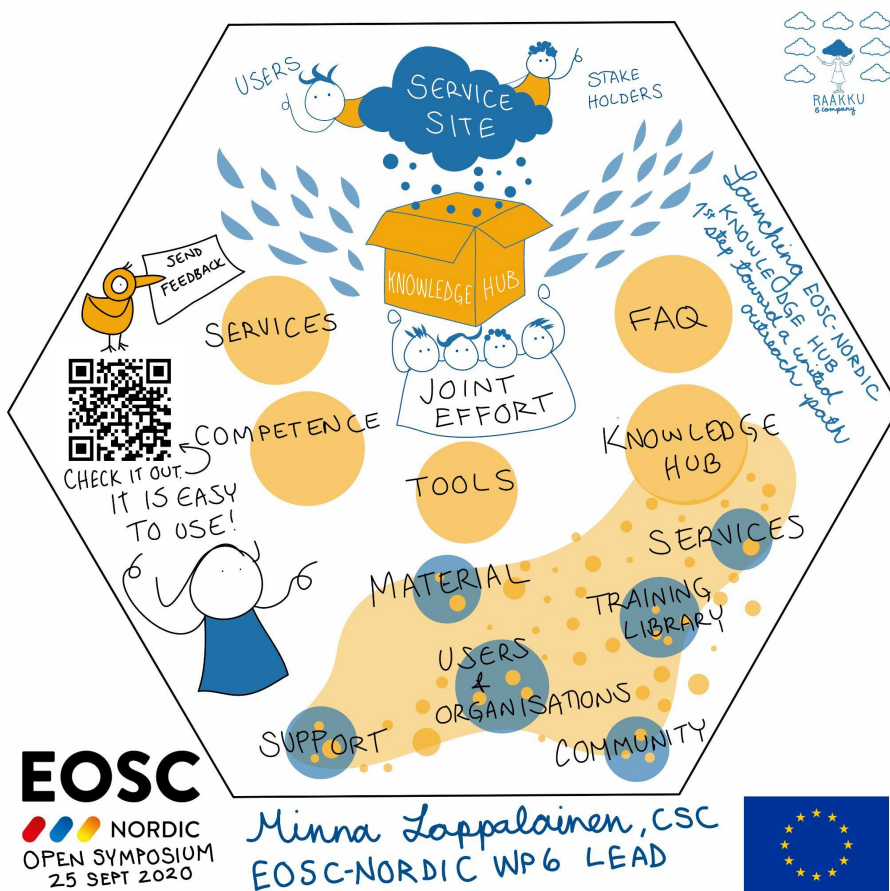 USERS
SERVICE
SITE
STAKE
HOLDERS
RAAKKU
& company
Launching EOSC-NORDIC
KNOWLEDGE HUB
1st step toward a united
outreach path
SEND
FEEDBACK
KNOWLEDGE HUB
SERVICES
FAQ
JOINT
EFFORT
COMPETENCE
KNOWLEDGE
HUB
CHECK IT OUT.
IT IS EASY
TO USE!
TOOLS
SERVICES
MATERIAL
TRAINING
LIBRARY
USERS
&
ORGANISATIONS
SUPPORT
COMMUNITY
EOSC
NORDIC
OPEN SYMPOSIUM
25 SEPT 2020
Minna Lappalainen, CSC
EOSC-NORDIC WP6 LEAD